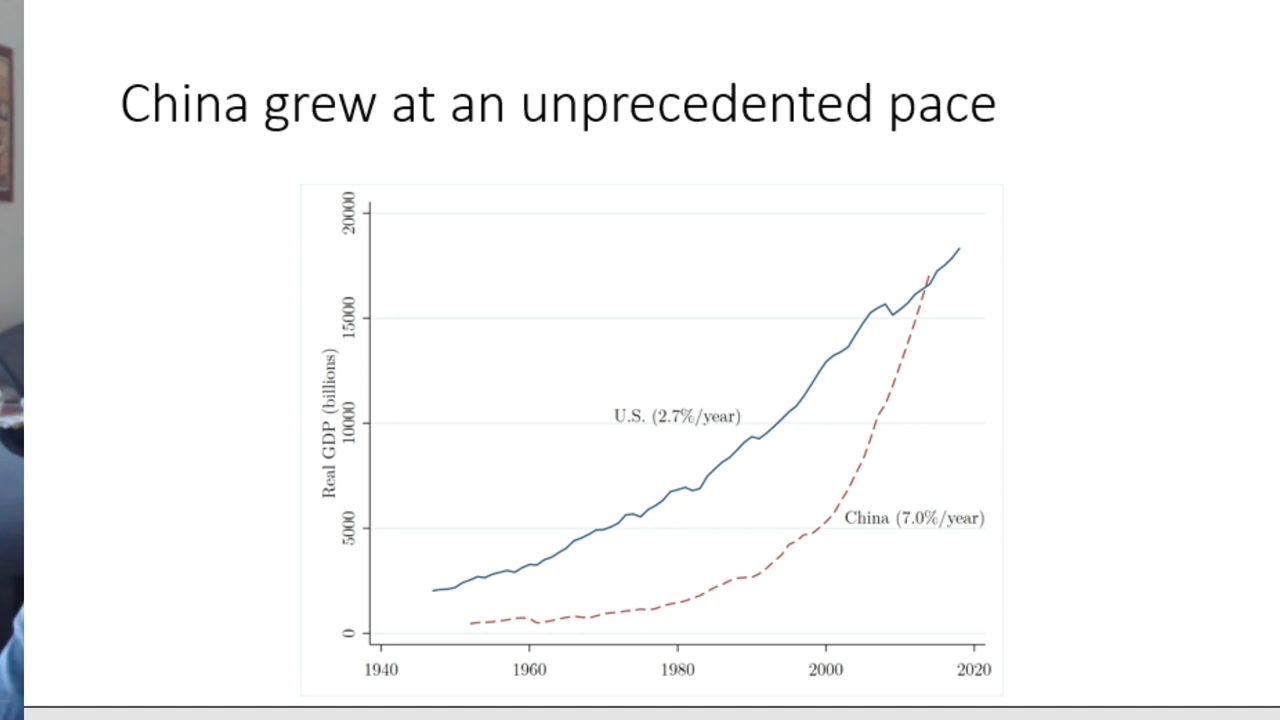 China grew at an unprecedented pace
20000
15000
10000
5000
0
Real GDP (billions)
U.S. (2.7%/year)
China (7.0%/year)
1940 1960 1980 2000 2020